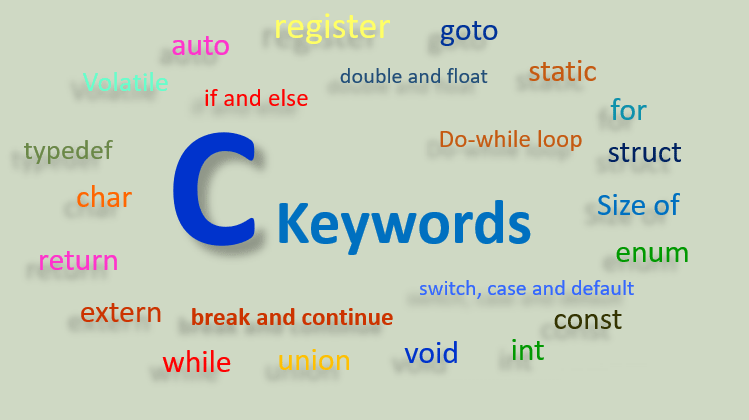 register
goto
auto
static
double and float
Volatile
if and else
for
Do-while loop
typedef
struct
char
C Keywords
Size of
return
enum
switch, case and default
extern
break and continue
const
while
union
void
int